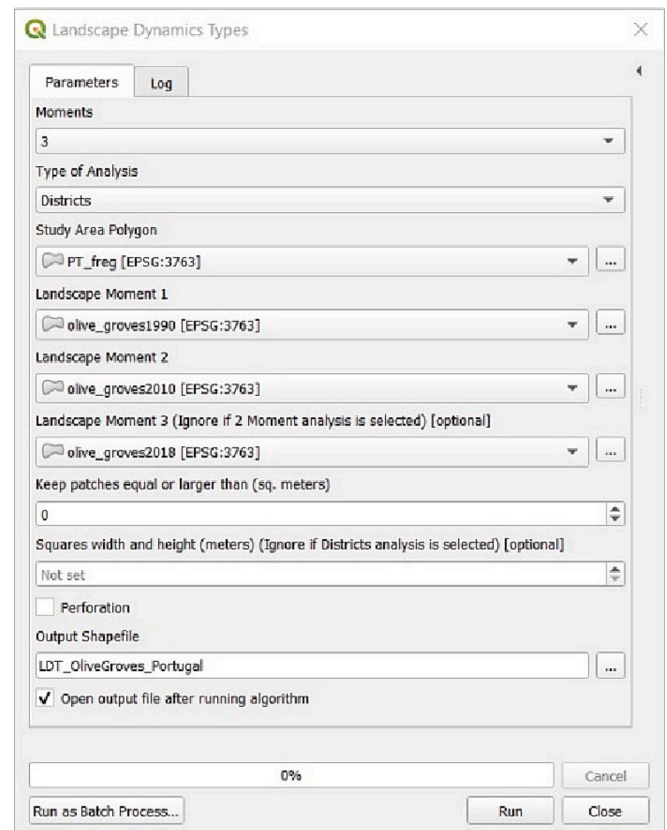 Landscape Dynamics Types
Parameters
Log
Moments
3
Type of Analysis
Districts
Study Area Polygon
PT_freg [EPSG:3763]
...
Landscape Moment 1
olive_groves1990 [EPSG:3763]
...
Landscape Moment 2
olive_groves2010 [EPSG:3763]
...
Landscape Moment 3 (Ignore if 2 Moment analysis is selected) [optional]
olive_groves2018 [EPSG:3763]
...
Keep patches equal or larger than (sq. meters)
0
Squares width and height (meters) (Ignore if Districts analysis is selected) [optional]
Not set
Perforation
Output Shapefile
LDT_OliveGroves_Portugal
...
Open output file after running algorithm
0%
Cancel
Run as Batch Process...
Run
Close